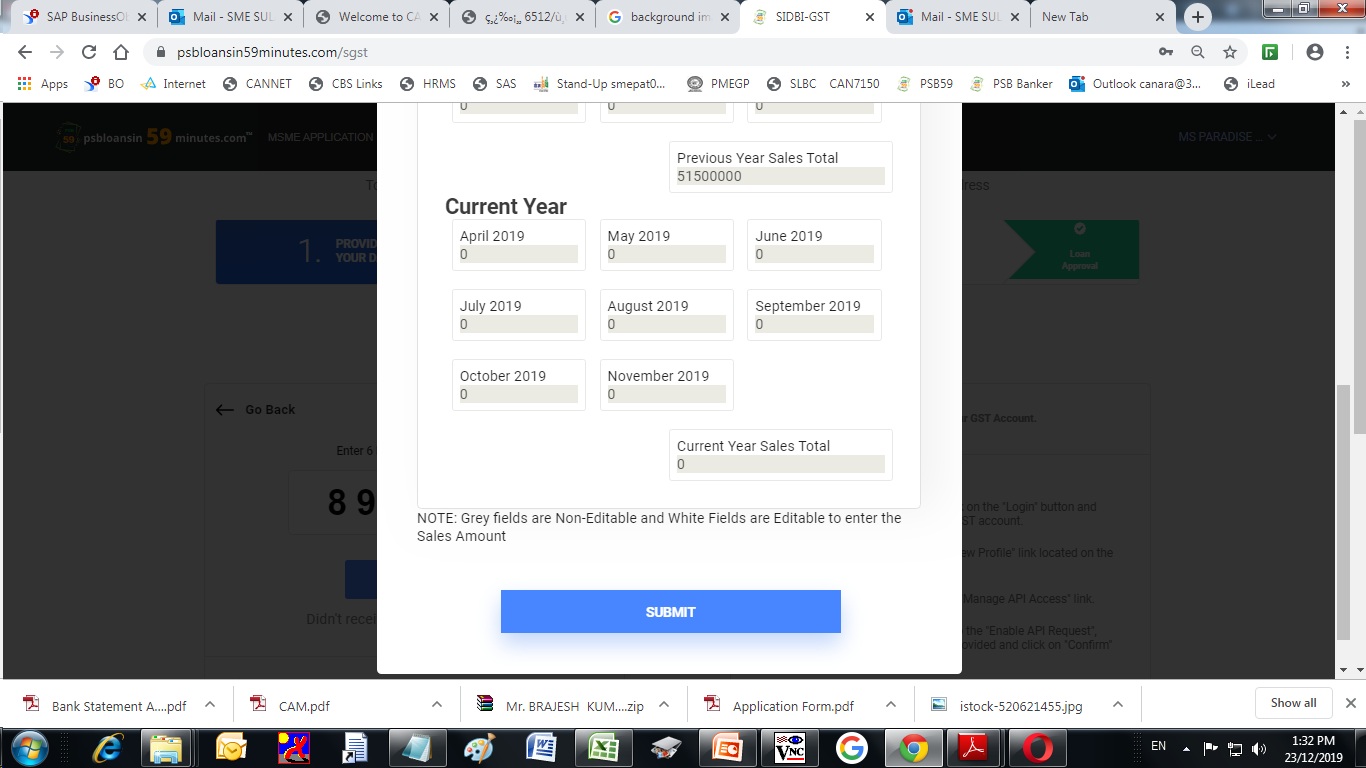 SAP BusinessO
Mail - SME SUL
Welcome to CA
ç¸¿‰¡¸¸ 6512/ü
background im
SIDBI-GST
Mail - SME SUL
New Tab
psbloansin59minutes.com/sgst
Apps
BO
Internet
CANNET
CBS Links
HRMS
SAS
Stand-Up smepat0...
PMEGP
SLBC
CAN7150
PSB59
PSB Banker
Outlook canara@3...
iLead
psbloansin 59 minutes.com™
MSME APPLICATION
MS PARADISE ...
0
0
0
Previous Year Sales Total
51500000
ress
Current Year
1.
PROVID
YOUR D
April 2019
0
May 2019
0
June 2019
0
Loan
Approval
July 2019
0
August 2019
0
September 2019
0
October 2019
0
November 2019
0
Go Back
r GST Account.
Current Year Sales Total
0
Enter 6
8 9
on the "Login" button and
ST account.
NOTE: Grey fields are Non-Editable and White Fields are Editable to enter the
Sales Amount
ew Profile" link located on the
"Manage API Access" link.
SUBMIT
Didn't recei
the "Enable API Request",
ovided and click on "Confirm"
Bank Statement A....pdf
CAM.pdf
Mr. BRAJESH KUM....zip
Application Form.pdf
istock-520621455.jpg
Show all
EN
1:32 PM
23/12/2019